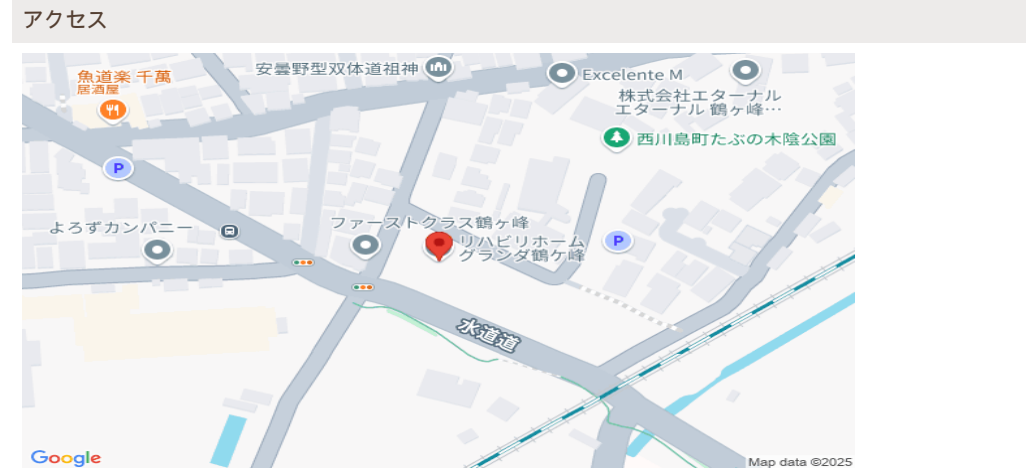 アクセス
魚道楽 千萬
居酒屋
安曇野型双体道祖神
Excelente M
株式会社エターナル
エターナル 鶴ヶ峰…
西川島町たぶの木陰公園
P
よろずカンパニー
ファーストクラス鶴ヶ峰
リハビリホーム
グランダ鶴ケ峰
P
水道道
Google
Map data ©2025